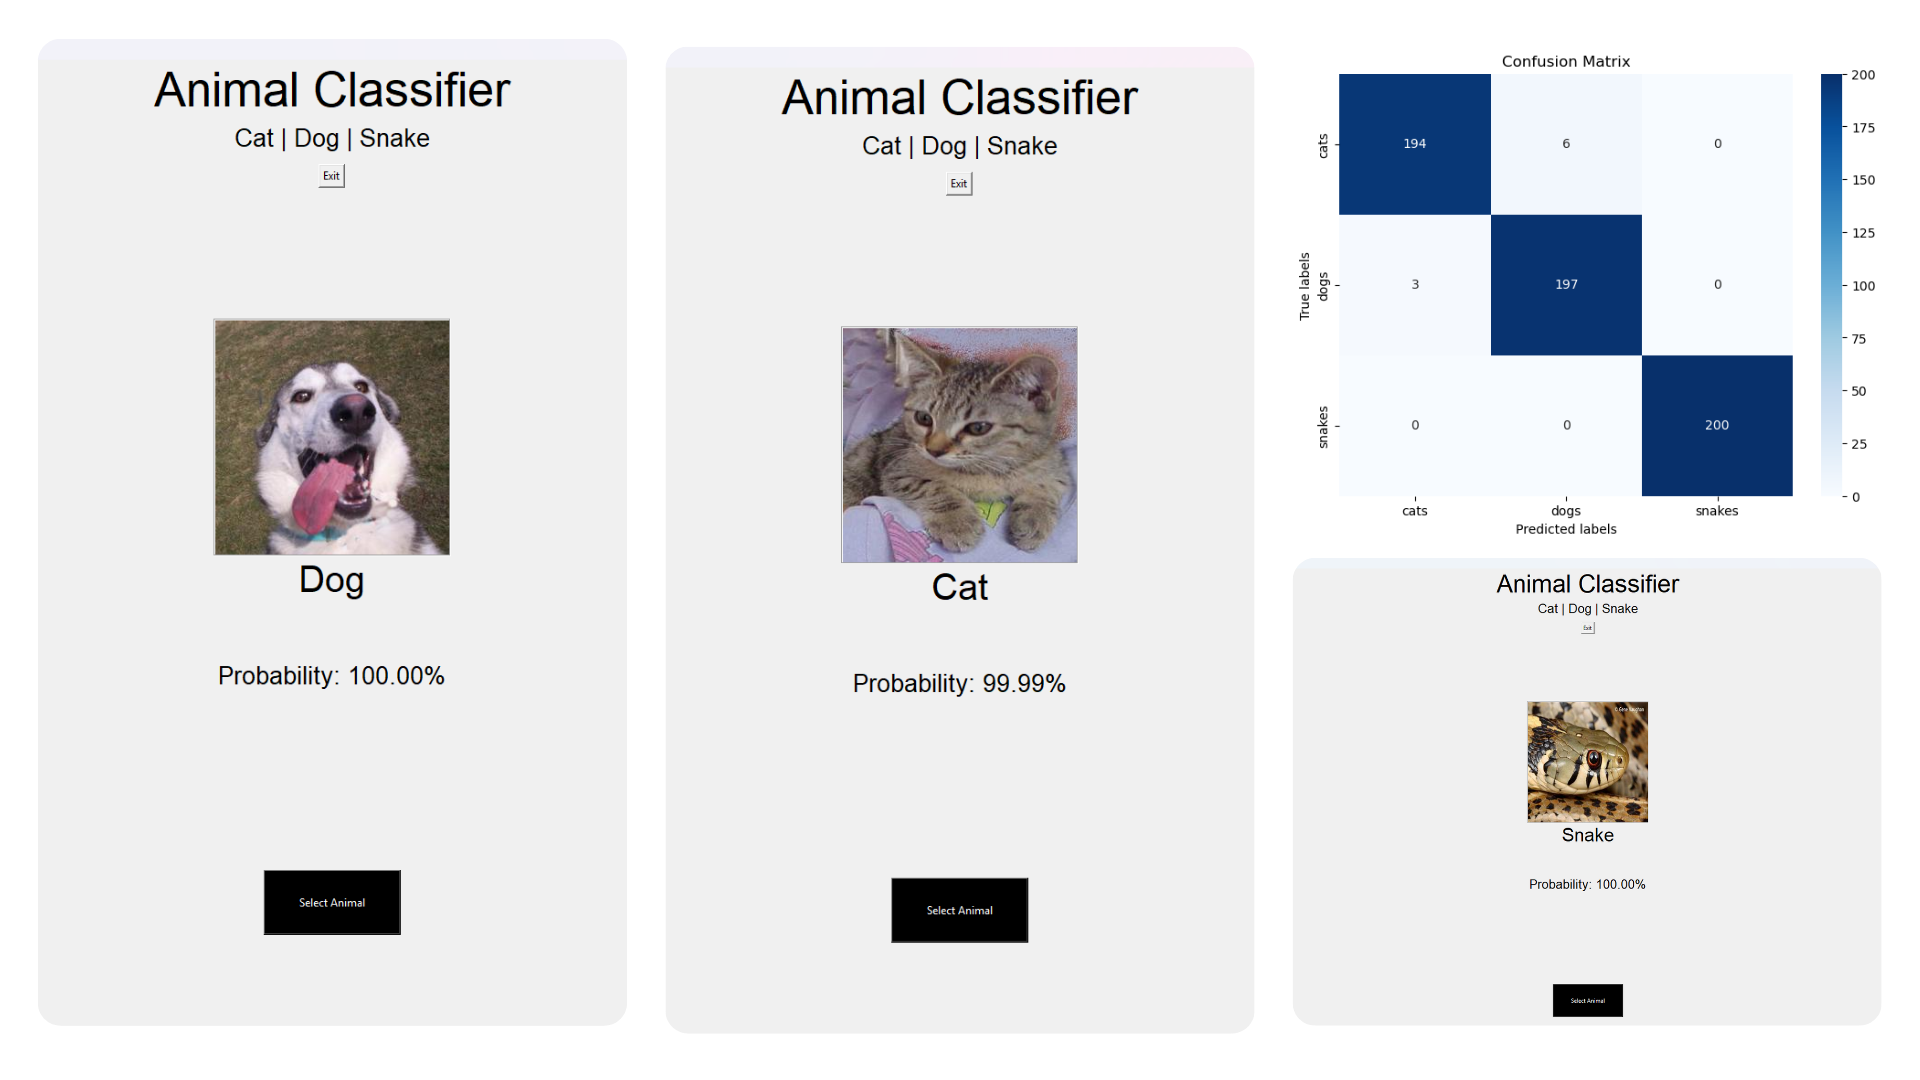 Animal Classifier
Cat | Dog | Snake
Exit
Dog
Probability: 100.00%
Select Animal
Animal Classifier
Cat | Dog | Snake
Exit
Cat
Probability: 99.99%
Select Animal
Confusion Matrix
True labels
cats
dogs
snakes
194 6 0
3 197 0
0 0 200
cats dogs snakes
Predicted labels
200
175
150
125
100
75
50
25
0
Animal Classifier
Cat | Dog | Snake
Exit
Snake
Probability: 100.00%
Select Animal